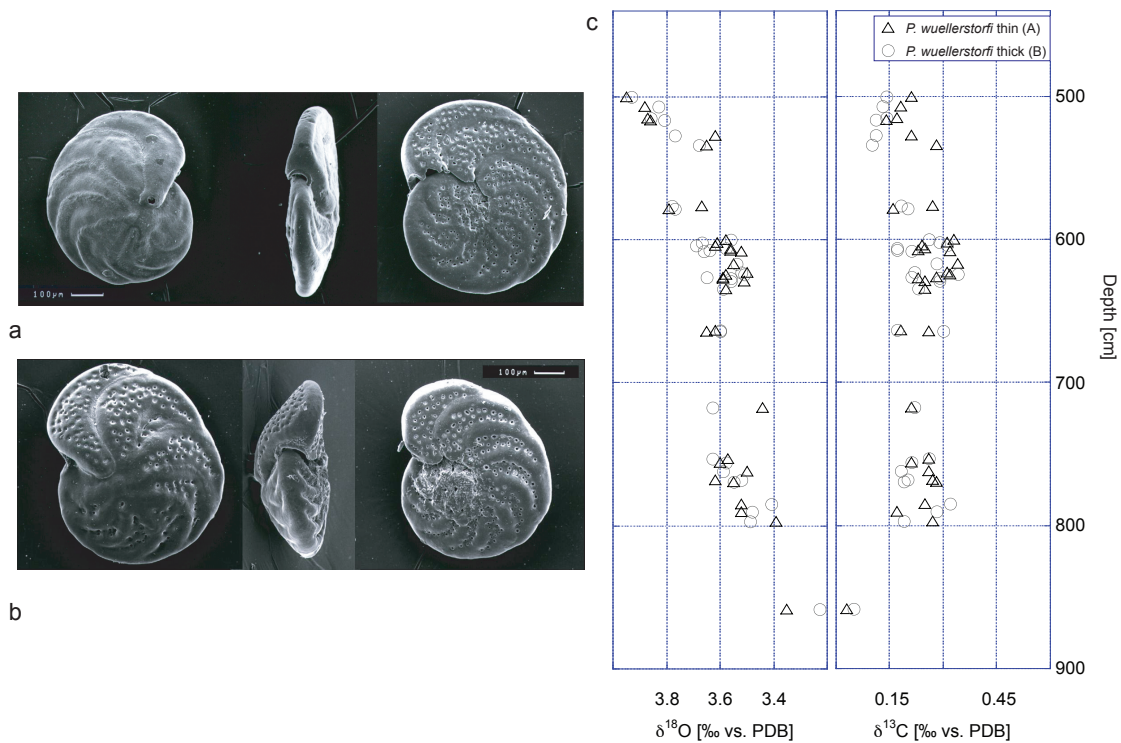 c
P. wuellerstorfi thin (A)
P. wuellerstorfi thick (B)
100µm
a
100µm
b
500
600
700
800
900
Depth [cm]
3.8 3.6 3.4
0.15 0.45
δ18O [‰ vs. PDB]
δ13C [‰ vs. PDB]